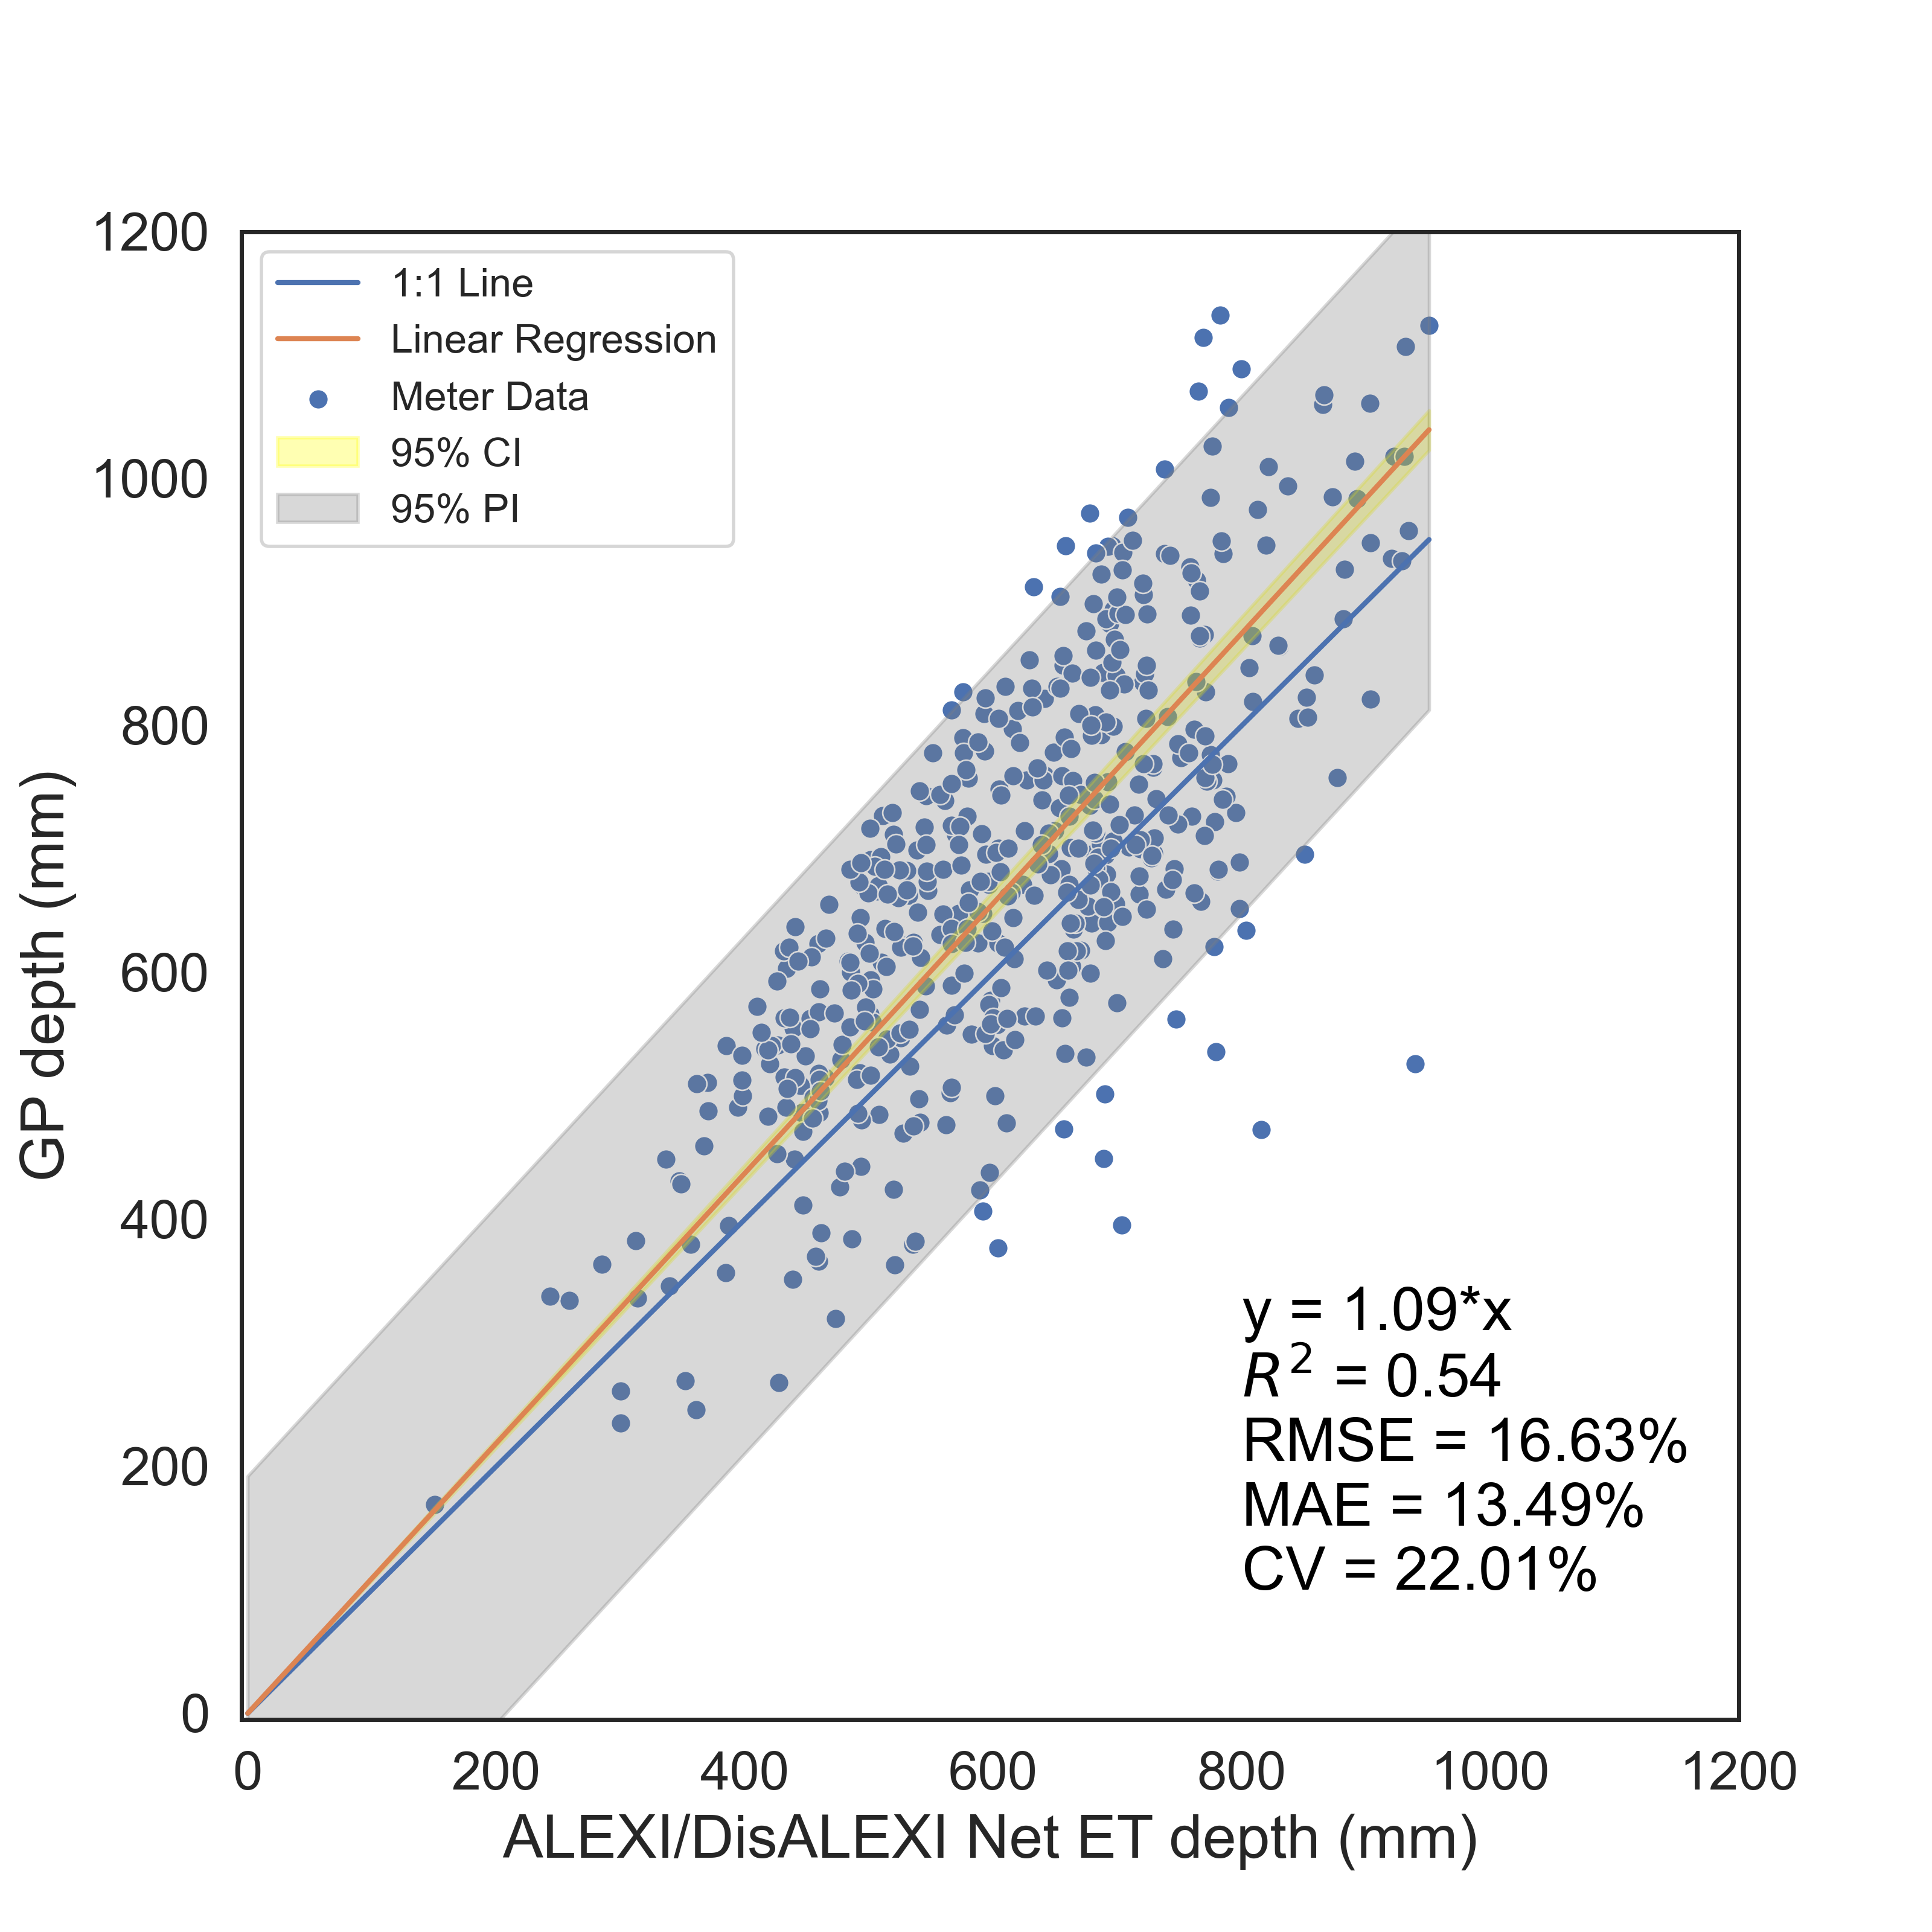 1200
1000
800
600
400
200
0
GP depth (mm)
1:1 Line
Linear Regression
Meter Data
95% CI
95% PI
y = 1.09*x
R² = 0.54
RMSE = 16.63%
MAE = 13.49%
CV = 22.01%
0 200 400 600 800 1000 1200
ALEXI/DisALEXI Net ET depth (mm)